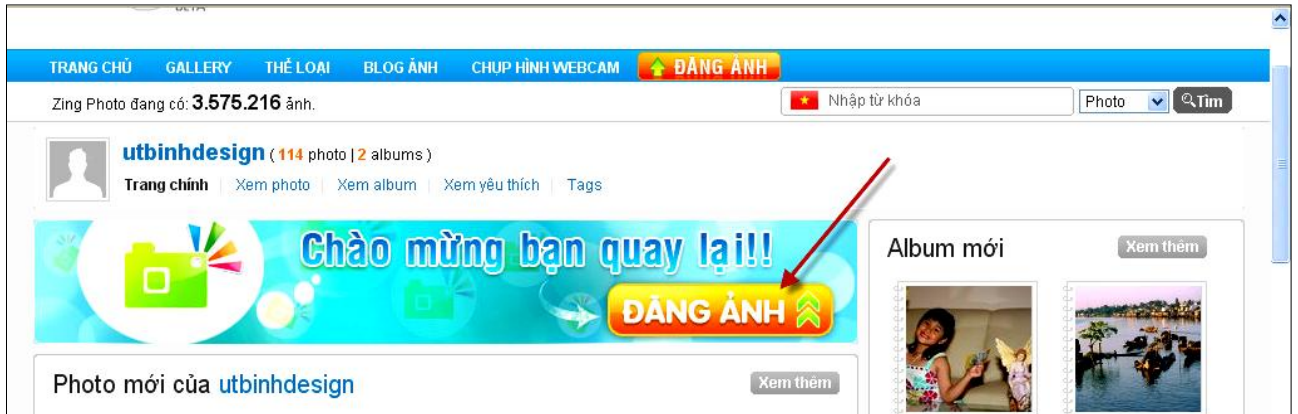 BETA
TRANG CHỦ GALLERY THỂ LOẠI BLOG ẢNH CHỤP HÌNH WEBCAM ĐĂNG ẢNH
Zing Photo đang có: 3.575.216 ảnh. Nhập từ khóa Photo Tìm
utbinhdesign ( 114 photo | 2 albums )
Trang chính Xem photo Xem album Xem yêu thích Tags
Chào mừng bạn quay lại!!
ĐĂNG ẢNH
Album mới Xem thêm
Photo mới của utbinhdesign Xem thêm